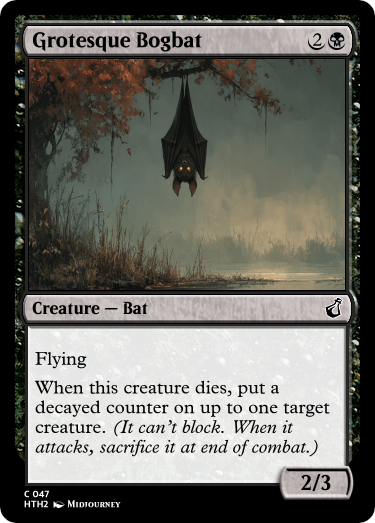 Grotesque Bogbat 2
Creature — Bat
Flying
When this creature dies, put a
decayed counter on up to one target
creature. (It can't block. When it
attacks, sacrifice it at end of combat.)
2/3
C 047
HTH2 Midjourney